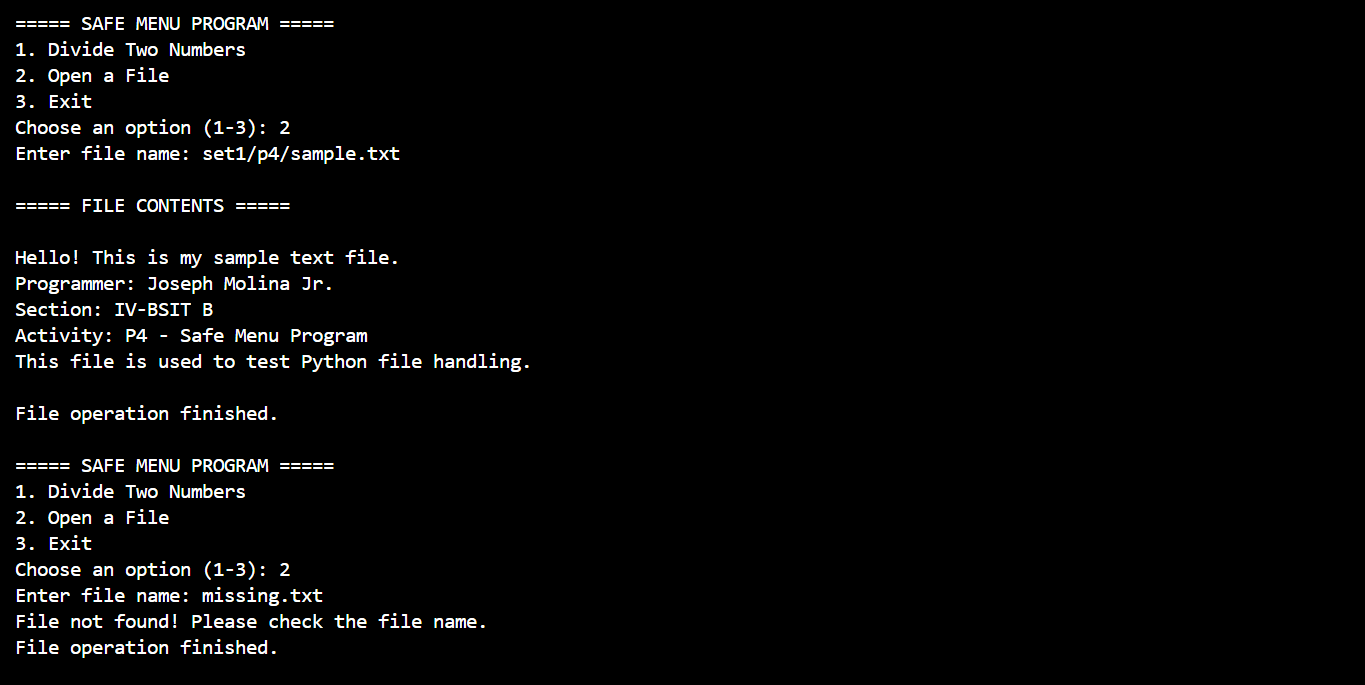 ===== SAFE MENU PROGRAM =====
1. Divide Two Numbers
2. Open a File
3. Exit
Choose an option (1-3): 2
Enter file name: set1/p4/sample.txt
===== FILE CONTENTS =====
Hello! This is my sample text file.
Programmer: Joseph Molina Jr.
Section: IV-BSIT B
Activity: P4 - Safe Menu Program
This file is used to test Python file handling.
File operation finished.
===== SAFE MENU PROGRAM =====
1. Divide Two Numbers
2. Open a File
3. Exit
Choose an option (1-3): 2
Enter file name: missing.txt
File not found! Please check the file name.
File operation finished.